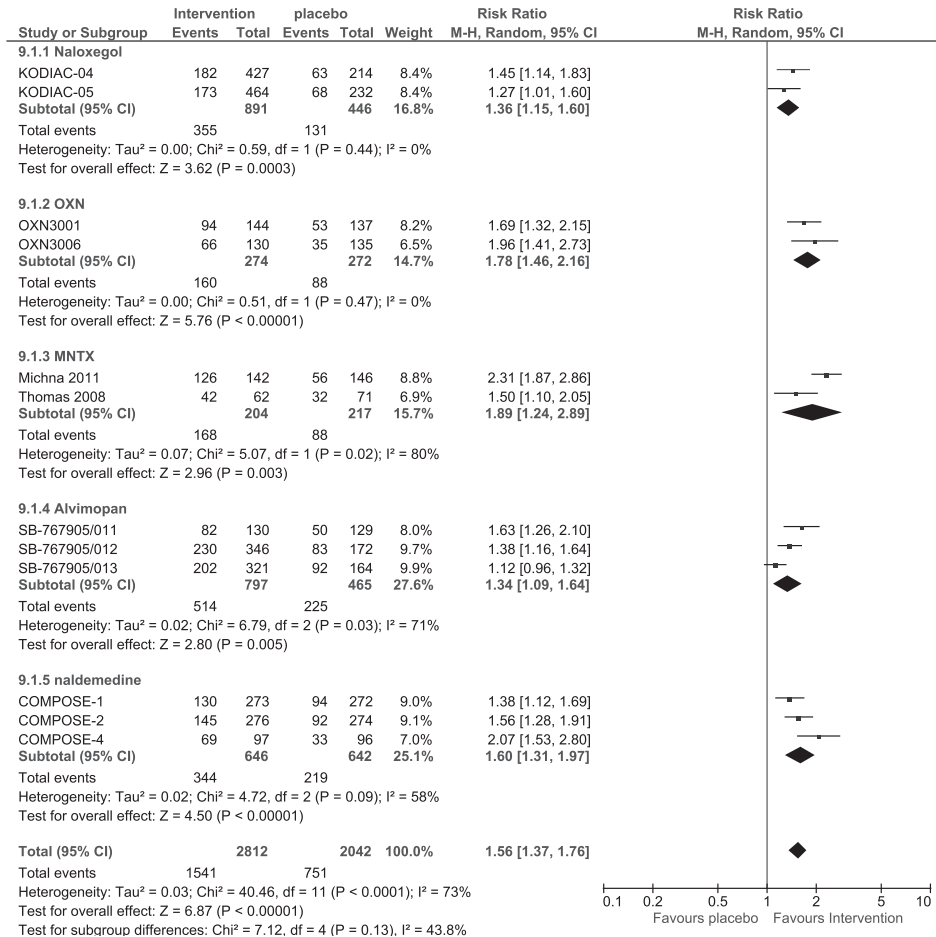 Intervention placebo Risk Ratio Risk Ratio
Study or Subgroup Events Total Events Total Weight M-H, Random, 95% CI M-H, Random, 95% CI
9.1.1 Naloxegol
KODIAC-04 182 427 63 214 8.4% 1.45 [1.14, 1.83]
KODIAC-05 173 464 68 232 8.4% 1.27 [1.01, 1.60]
Subtotal (95% CI) 891 446 16.8% 1.36 [1.15, 1.60]
Total events 355 131
Heterogeneity: Tau² = 0.00; Chi² = 0.59, df = 1 (P = 0.44); I² = 0%
Test for overall effect: Z = 3.62 (P = 0.0003)
9.1.2 OXN
OXN3001 94 144 53 137 8.2% 1.69 [1.32, 2.15]
OXN3006 66 130 35 135 6.5% 1.96 [1.41, 2.73]
Subtotal (95% CI) 274 272 14.7% 1.78 [1.46, 2.16]
Total events 160 88
Heterogeneity: Tau² = 0.00; Chi² = 0.51, df = 1 (P = 0.47); I² = 0%
Test for overall effect: Z = 5.76 (P < 0.00001)
9.1.3 MNTX
Michna 2011 126 142 56 146 8.8% 2.31 [1.87, 2.86]
Thomas 2008 42 62 32 71 6.9% 1.50 [1.10, 2.05]
Subtotal (95% CI) 204 217 15.7% 1.89 [1.24, 2.89]
Total events 168 88
Heterogeneity: Tau² = 0.07; Chi² = 5.07, df = 1 (P = 0.02); I² = 80%
Test for overall effect: Z = 2.96 (P = 0.003)
9.1.4 Alvimopan
SB-767905/011 82 130 50 129 8.0% 1.63 [1.26, 2.10]
SB-767905/012 230 346 83 172 9.7% 1.38 [1.16, 1.64]
SB-767905/013 202 321 92 164 9.9% 1.12 [0.96, 1.32]
Subtotal (95% CI) 797 465 27.6% 1.34 [1.09, 1.64]
Total events 514 225
Heterogeneity: Tau² = 0.02; Chi² = 6.79, df = 2 (P = 0.03); I² = 71%
Test for overall effect: Z = 2.80 (P = 0.005)
9.1.5 naldemedine
COMPOSE-1 130 273 94 272 9.0% 1.38 [1.12, 1.69]
COMPOSE-2 145 276 92 274 9.1% 1.56 [1.28, 1.91]
COMPOSE-4 69 97 33 96 7.0% 2.07 [1.53, 2.80]
Subtotal (95% CI) 646 642 25.1% 1.60 [1.31, 1.97]
Total events 344 219
Heterogeneity: Tau² = 0.02; Chi² = 4.72, df = 2 (P = 0.09); I² = 58%
Test for overall effect: Z = 4.50 (P < 0.00001)
Total (95% CI) 2812 2042 100.0% 1.56 [1.37, 1.76]
Total events 1541 751
Heterogeneity: Tau² = 0.03; Chi² = 40.46, df = 11 (P < 0.0001); I² = 73%
Test for overall effect: Z = 6.87 (P < 0.00001)
Test for subgroup differences: Chi² = 7.12, df = 4 (P = 0.13), I² = 43.8%
0.1 0.2 0.5 1 2 5 10
Favours placebo Favours Intervention